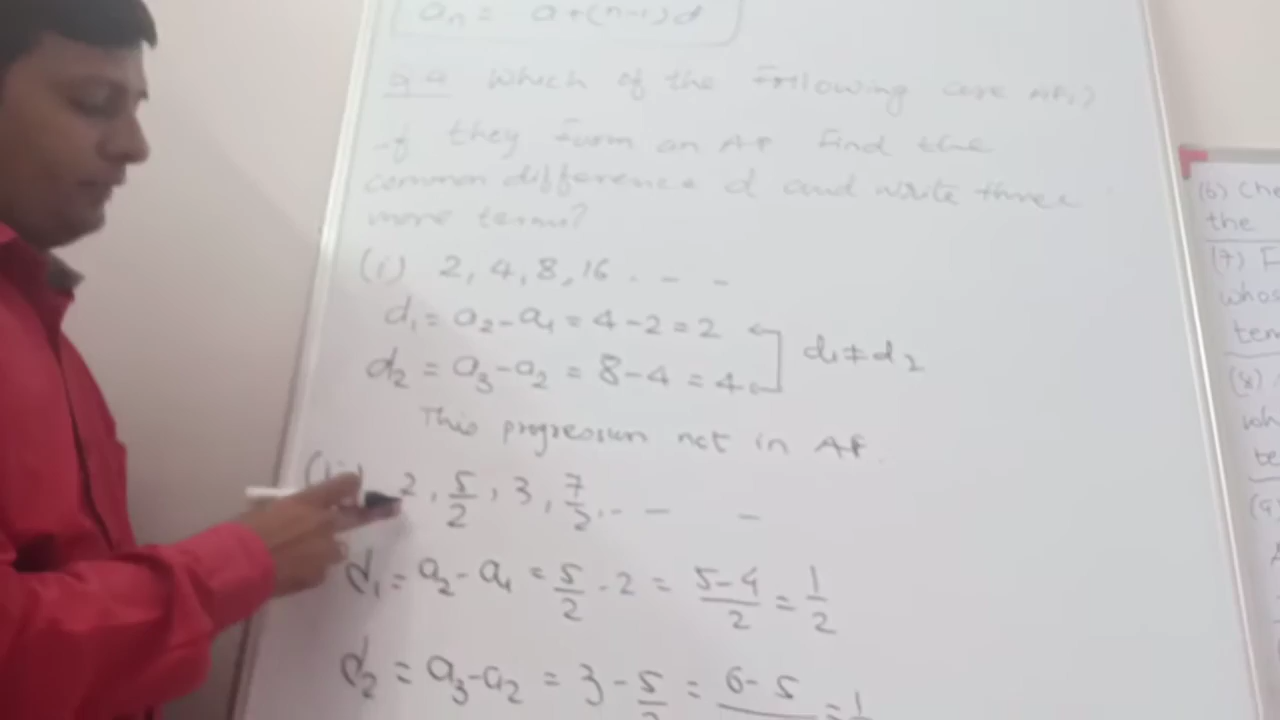 an = a+(n-1)d
Q4 which of the Following are APs?
If they Form an AP Find the
common difference d and write three
more terms?
(i) 2, 4, 8, 16 . - -
d₁ = a₂-a₁ = 4-2 = 2
d₂ = a₃-a₂ = 8-4 = 4
d₁≠d₂
This progression not in AP.
2, 5/2, 3, 7/2, .. - -
d₁ = a₂-a₁ = 5/2 - 2 = 5-4/2 = 1/2
d₂ = a₃-a₂ = 3 - 5/2 = 6-5
(6) Che
the
(7) F
whos
ten
(8)
wh
te
(9